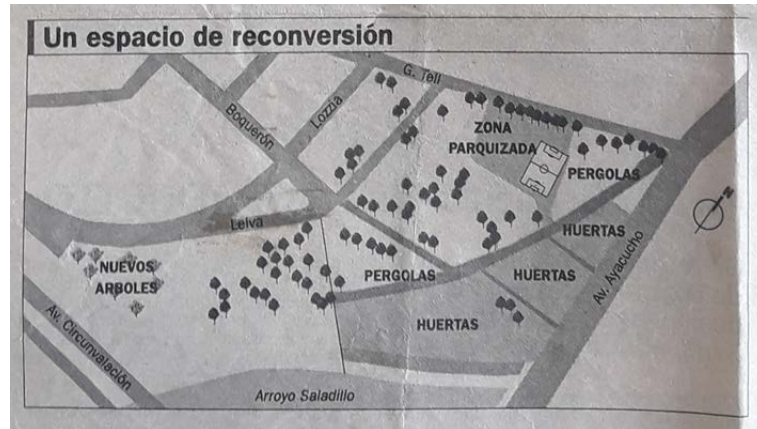 Un espacio de reconversión
G. Tell
Boquerón
Lozzia
ZONA
PARQUIZADA
PERGOLAS
N
Leiva
HUERTAS
NUEVOS
ARBOLES
PERGOLAS
HUERTAS
Av. Ayacucho
HUERTAS
Av. Circunvalación
Arroyo Saladillo